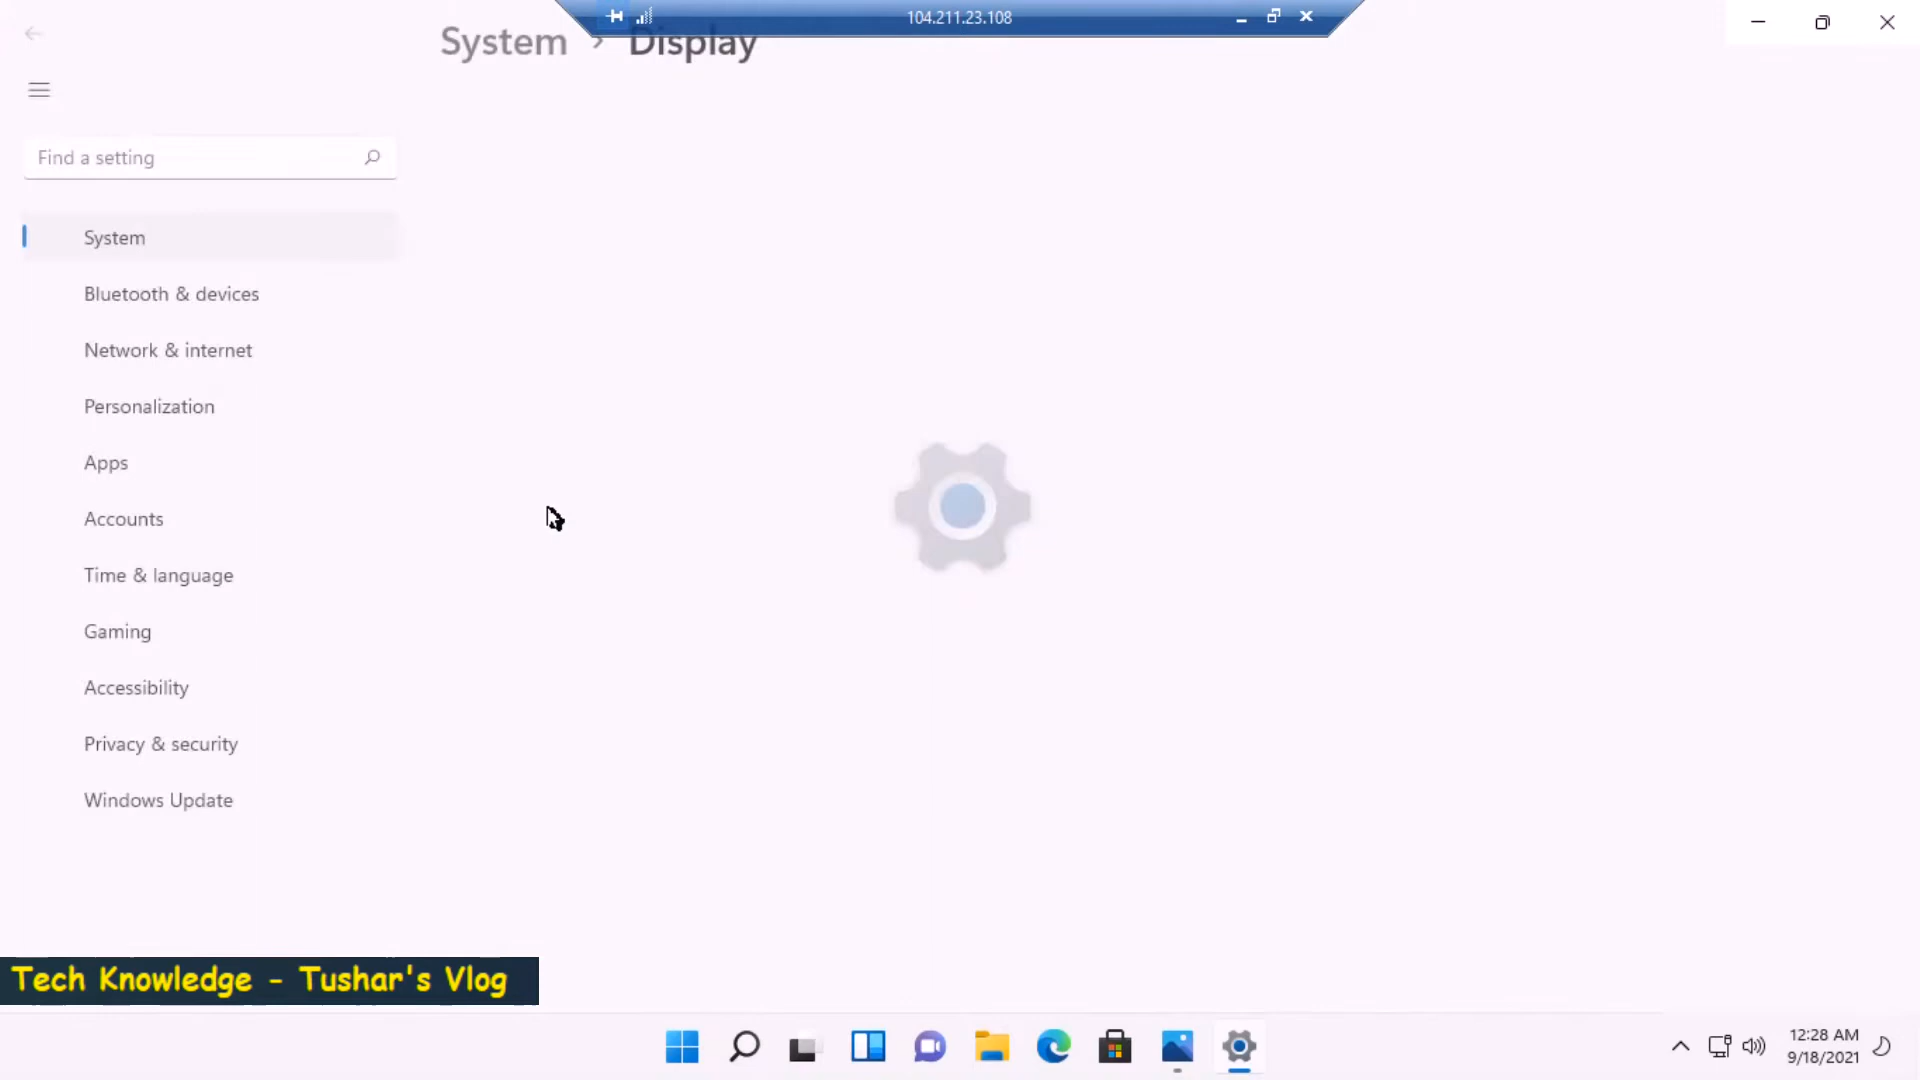 104.211.23.108
System > Display
Find a setting
System
Bluetooth & devices
Network & internet
Personalization
Apps
Accounts
Time & language
Gaming
Accessibility
Privacy & security
Windows Update
Tech Knowledge - Tushar's Vlog
12:28 AM
9/18/2021